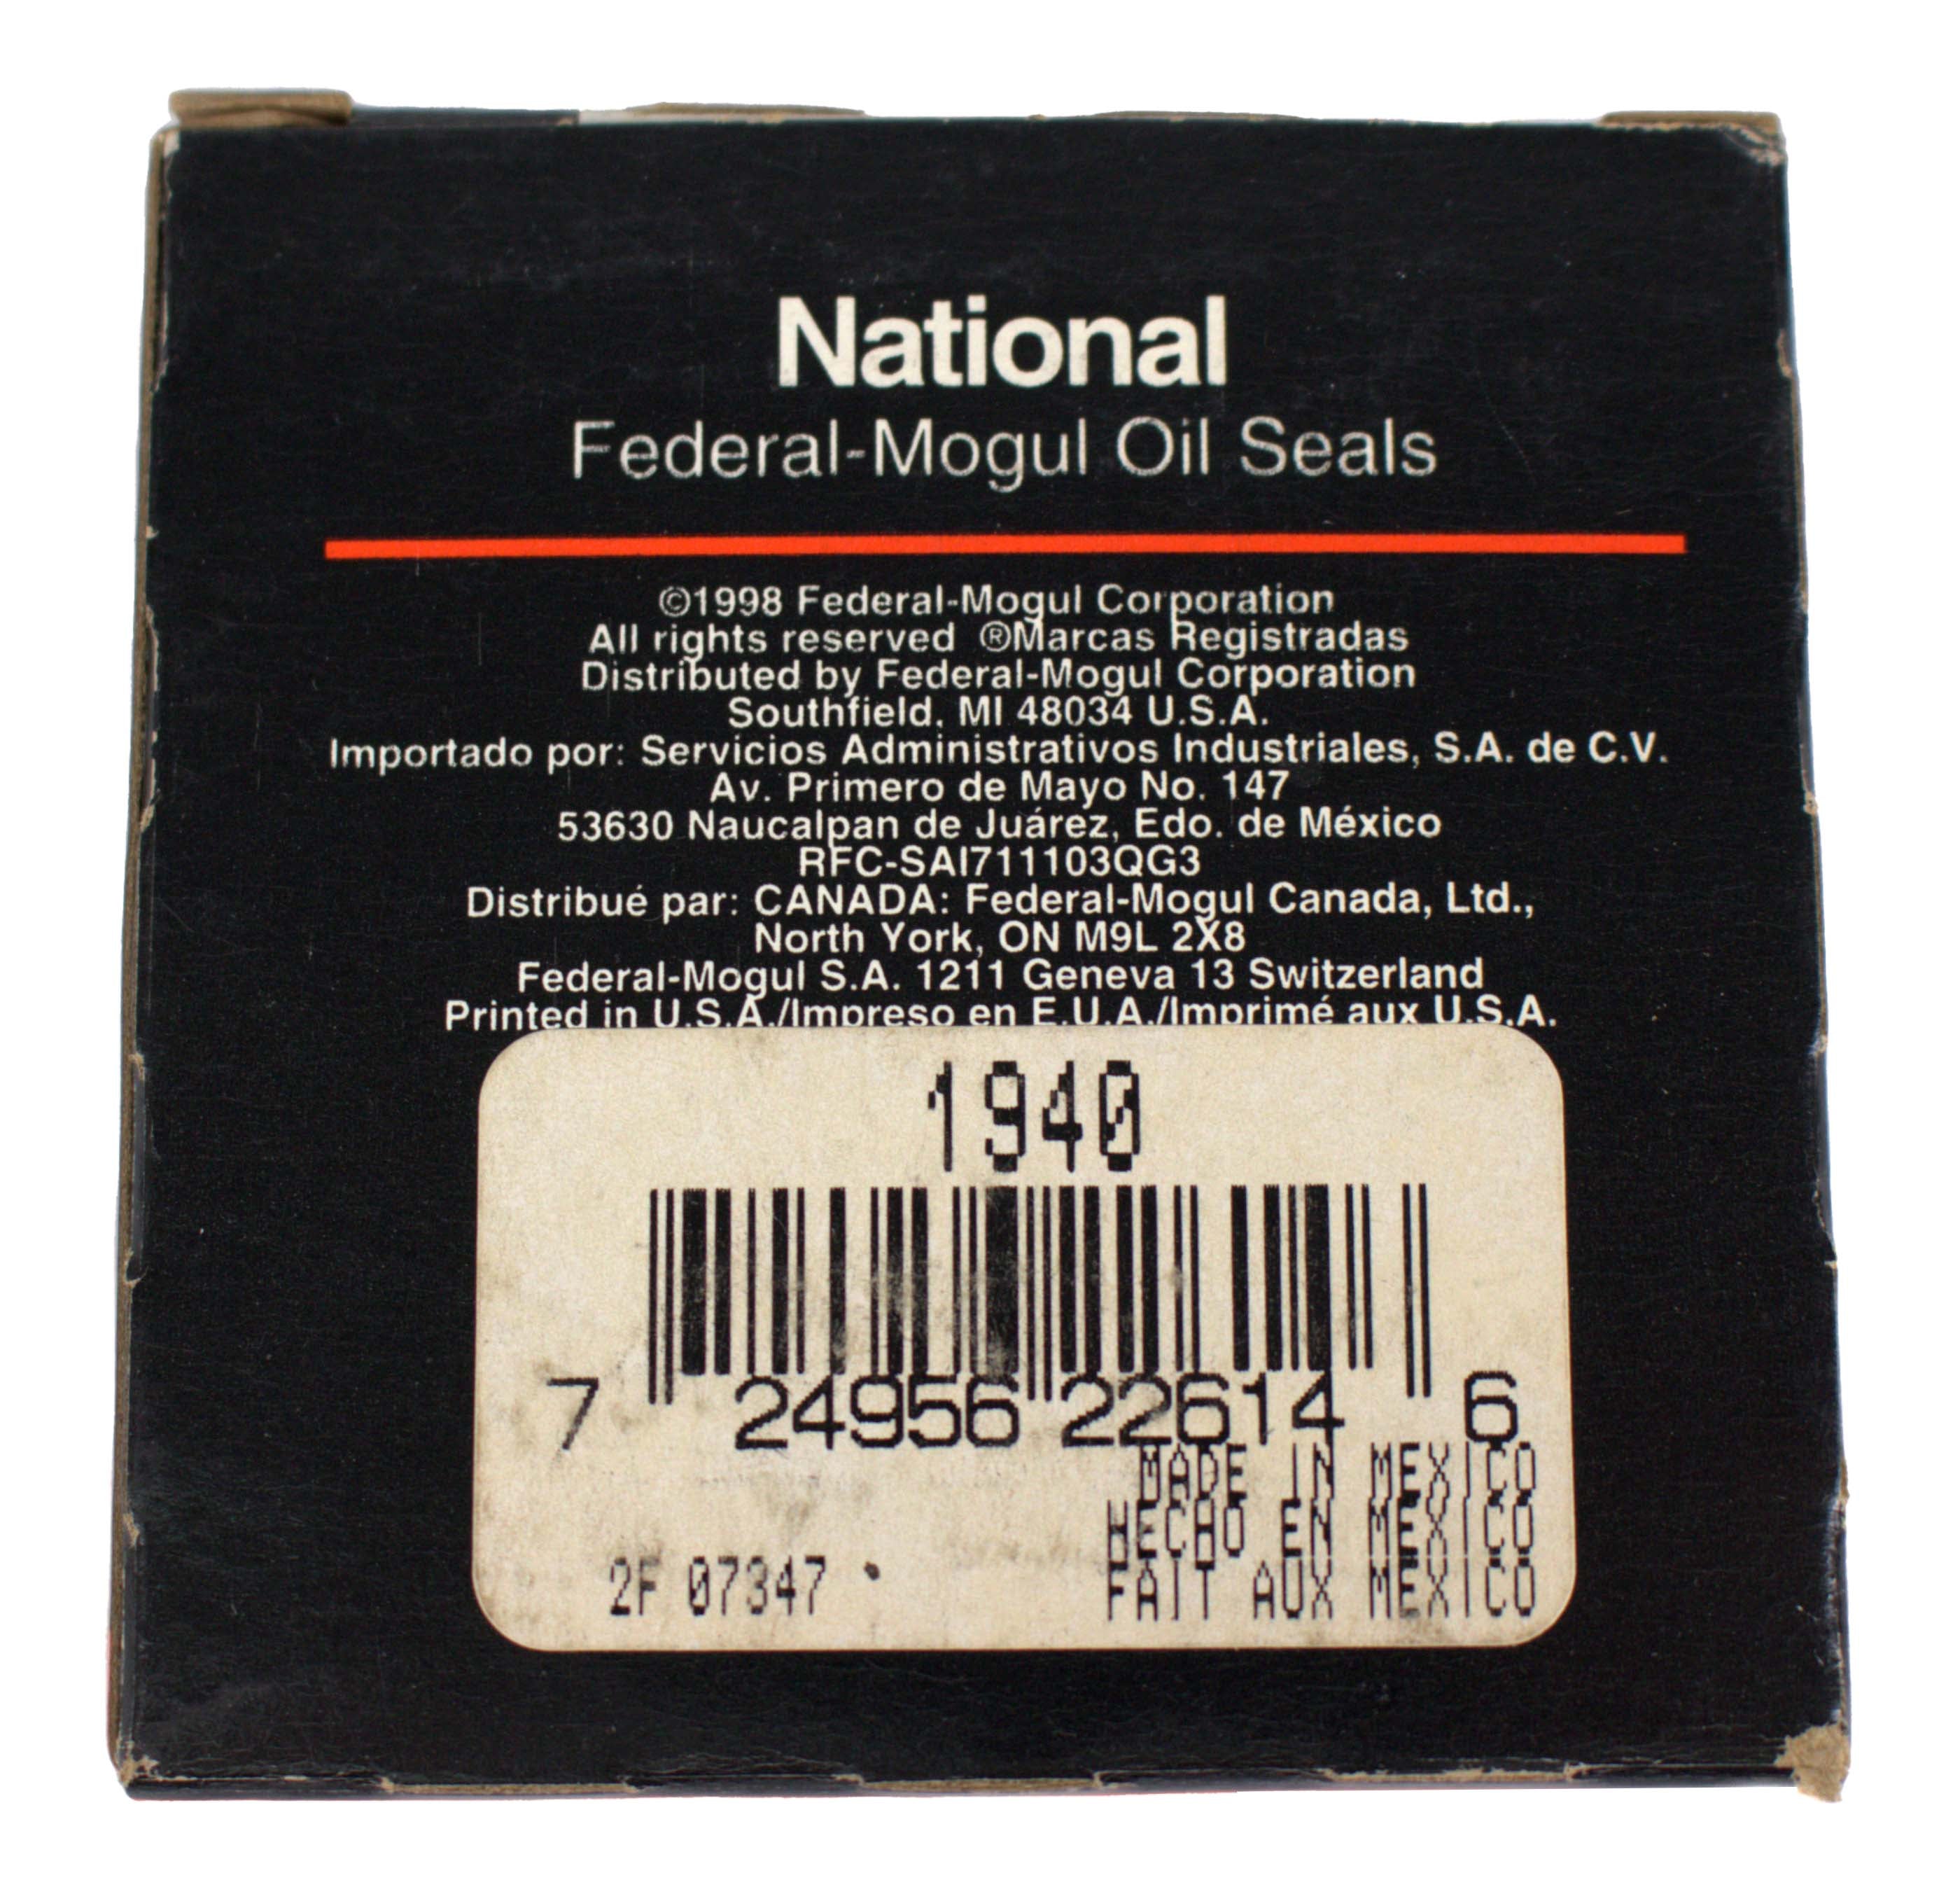 National
Federal-Mogul Oil Seals
©1998 Federal-Mogul Corporation
All rights reserved ®Marcas Registradas
Distributed by Federal-Mogul Corporation
Southfield, MI 48034 U.S.A.
Importado por: Servicios Administrativos Industriales, S.A. de C.V.
Av. Primero de Mayo No. 147
53630 Naucalpan de Juárez, Edo. de México
RFC-SAI711103QG3
Distribué par: CANADA: Federal-Mogul Canada, Ltd.,
North York, ON M9L 2X8
Federal-Mogul S.A. 1211 Geneva 13 Switzerland
Printed in U.S.A./Impreso en E.U.A./Imprimé aux U.S.A.
1940
7 24956 22614 6
MADE IN MEXICO
HECHO EN MEXICO
2F 07347 FAIT AUX MEXICO